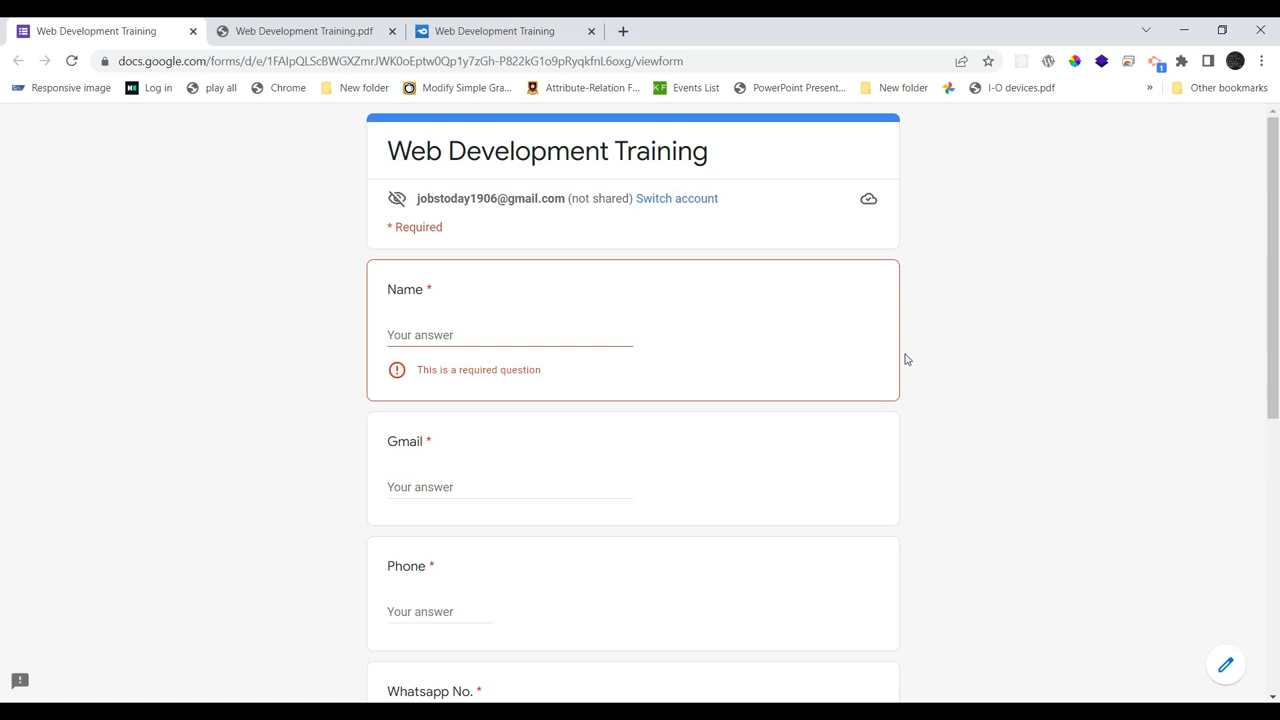 Web Development Training
Web Development Training.pdf
Web Development Training
docs.google.com/forms/d/e/
Responsive image
Log in
play all
Chrome
New folder
Modify Simple Gra...
Attribute-Relation F...
KF Events List
PowerPoint Present...
New folder
I-O devices.pdf
» Other bookmarks
Web Development Training
jobstoday1906@gmail.com (not shared) Switch account
* Required
Name *
Your answer
This is a required question
Gmail *
Your answer
Phone *
Your answer
Whatsapp No. *